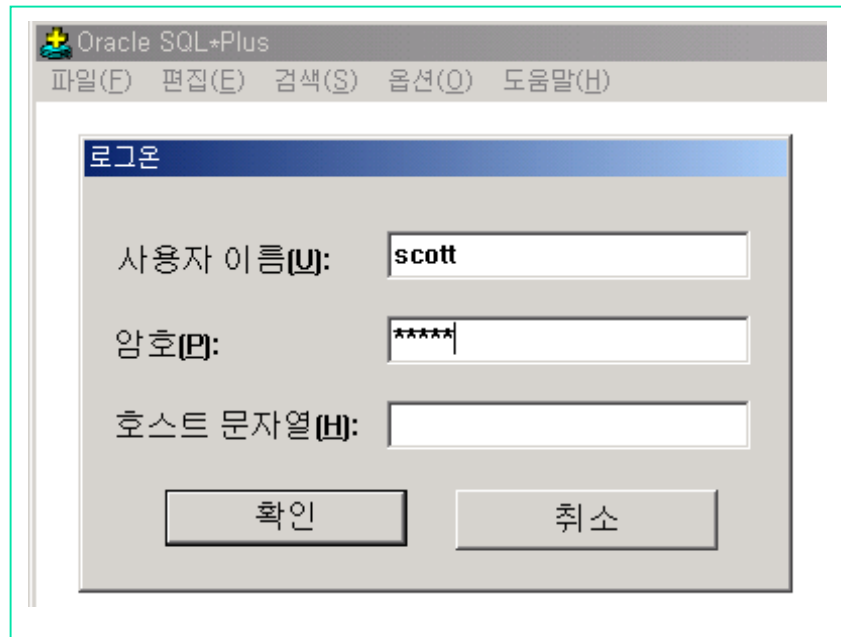 Oracle SQL*Plus
파일(F) 편집(E) 검색(S) 옵션(O) 도움말(H)
로그온
사용자 이름(U): scott
암호(P): *****
호스트 문자열(H):
확인 취소